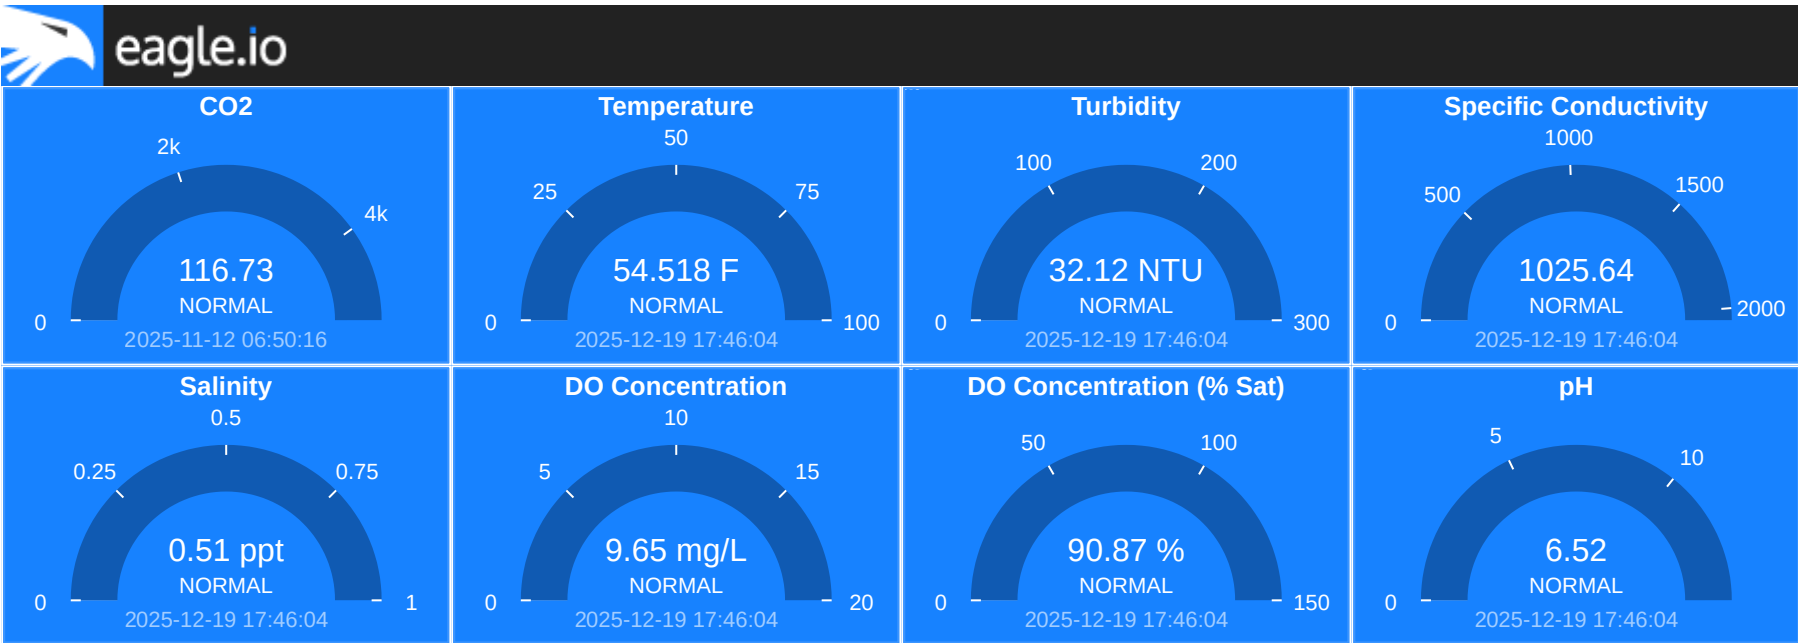 eagle.io
CO2
2k
4k
0
116.73
NORMAL
2025-11-12 06:50:16
Temperature
50
25
75
0
100
54.518 F
NORMAL
2025-12-19 17:46:04
Turbidity
100
200
0
300
32.12 NTU
NORMAL
2025-12-19 17:46:04
Specific Conductivity
1000
500
1500
0
2000
1025.64
NORMAL
2025-12-19 17:46:04
Salinity
0.5
0.25
0.75
0
1
0.51 ppt
NORMAL
2025-12-19 17:46:04
DO Concentration
10
5
15
0
20
9.65 mg/L
NORMAL
2025-12-19 17:46:04
DO Concentration (% Sat)
50
100
0
150
90.87 %
NORMAL
2025-12-19 17:46:04
pH
5
10
0
6.52
NORMAL
2025-12-19 17:46:04